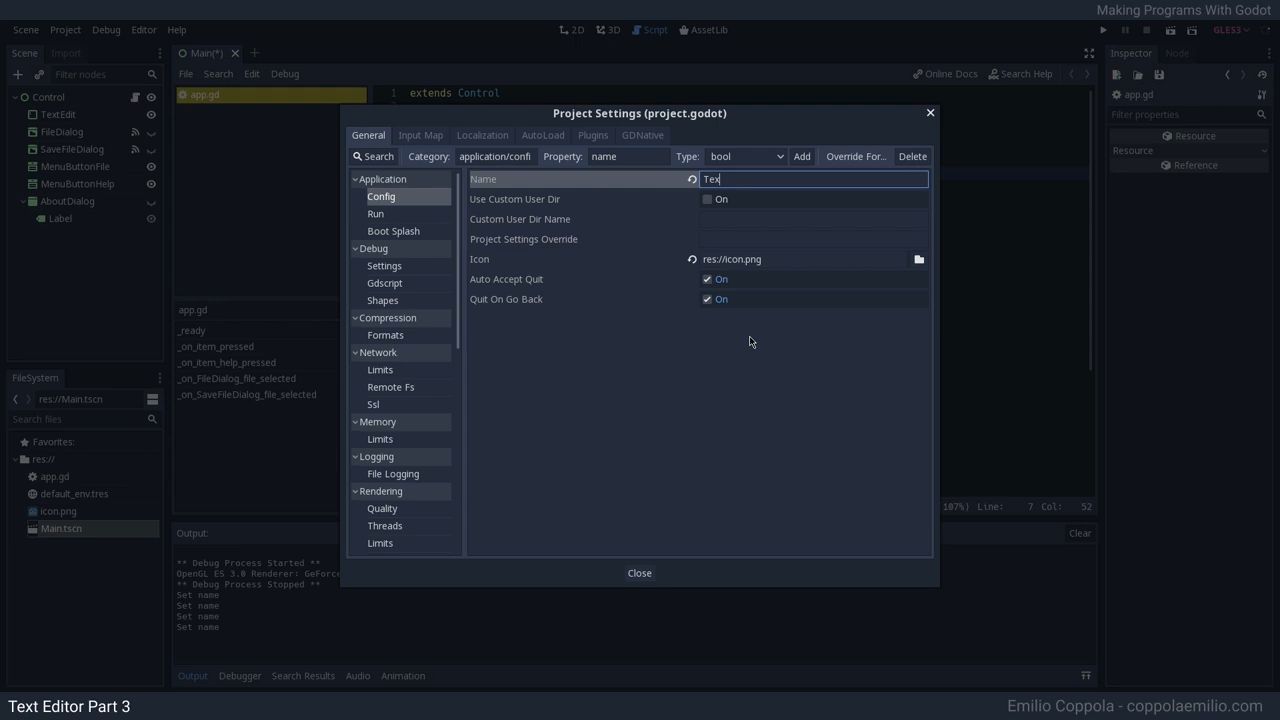 Making Programs With Godot
Scene Project Debug Editor Help
2D 3D Script AssetLib
GLES3
Scene Import
Filter nodes
Control
TextEdit
FileDialog
SaveFileDialog
MenuButtonFile
MenuButtonHelp
AboutDialog
Label
FileSystem
res://Main.tscn
Search files
Favorites:
res://
app.gd
default_env.tres
icon.png
Main.tscn
Main(*)
File Search Edit Debug
Online Docs Search Help
app.gd
1 extends Control
app.gd
_ready
_on_item_pressed
_on_item_help_pressed
_on_FileDialog_file_selected
_on_SaveFileDialog_file_selected
107%) Line: 7 Col: 52
Project Settings (project.godot)
General Input Map Localization AutoLoad Plugins GDNative
Search Category: application/confi Property: name Type: bool Add Override For... Delete
Application
Config
Run
Boot Splash
Debug
Settings
Gdscript
Shapes
Compression
Formats
Network
Limits
Remote Fs
Ssl
Memory
Limits
Logging
File Logging
Rendering
Quality
Threads
Limits
Name Tex
Use Custom User Dir On
Custom User Dir Name
Project Settings Override
Icon res://icon.png
Auto Accept Quit On
Quit On Go Back On
Close
Output:
Clear
** Debug Process Started **
OpenGL ES 3.0 Renderer: GeForce
** Debug Process Stopped **
Set name
Set name
Set name
Set name
Output Debugger Search Results Audio Animation
Inspector Node
app.gd
Filter properties
Resource
Resource
Reference
Text Editor Part 3
Emilio Coppola - coppolaemilio.com